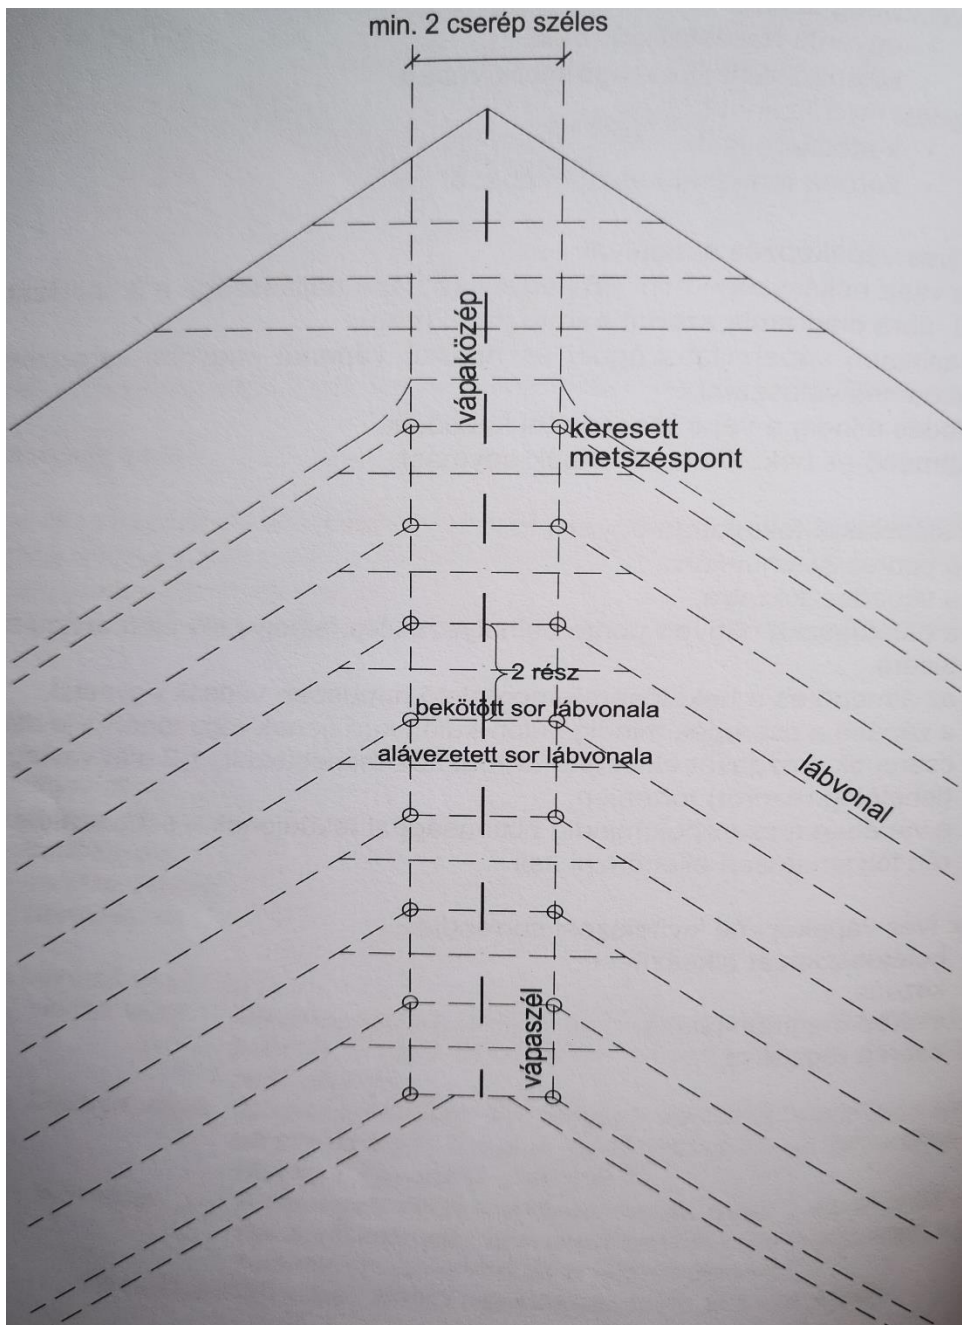 min. 2 cserép széles
vápaközép
keresett
metszéspont
2 rész
bekötött sor lábvonala
alávezetett sor lábvonala
lábvonal
vápaszél